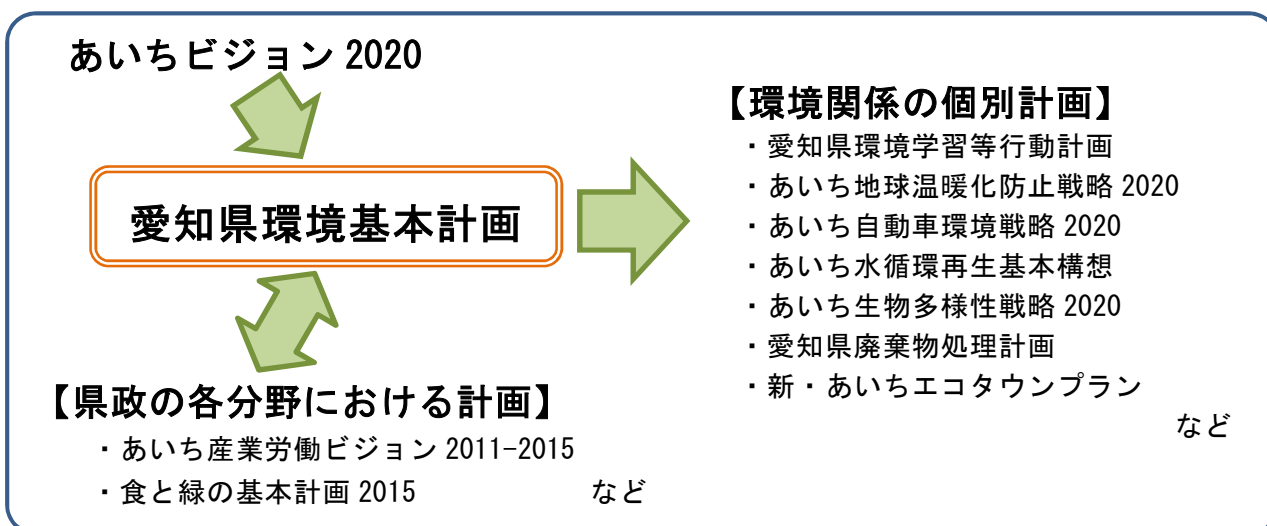 あいちビジョン 2020
愛知県環境基本計画
【県政の各分野における計画】
・あいち産業労働ビジョン 2011-2015
・食と緑の基本計画 2015 など
【環境関係の個別計画】
・愛知県環境学習等行動計画
・あいち地球温暖化防止戦略 2020
・あいち自動車環境戦略 2020
・あいち水循環再生基本構想
・あいち生物多様性戦略 2020
・愛知県廃棄物処理計画
・新・あいちエコタウンプラン
など